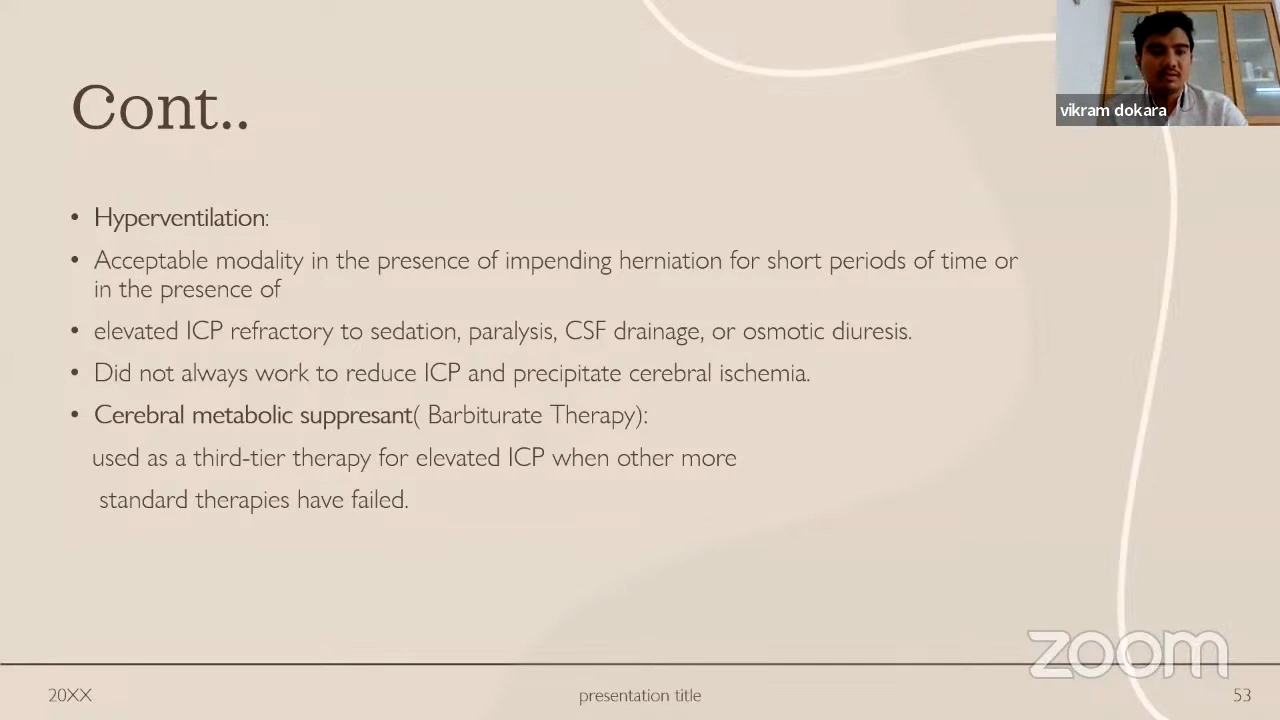 Cont..
vikram dokara
• Hyperventilation:
• Acceptable modality in the presence of impending herniation for short periods of time or
in the presence of
• elevated ICP refractory to sedation, paralysis, CSF drainage, or osmotic diuresis.
• Did not always work to reduce ICP and precipitate cerebral ischemia.
• Cerebral metabolic suppresant( Barbiturate Therapy):
used as a third-tier therapy for elevated ICP when other more
standard therapies have failed.
zoom
20XX
presentation title
53